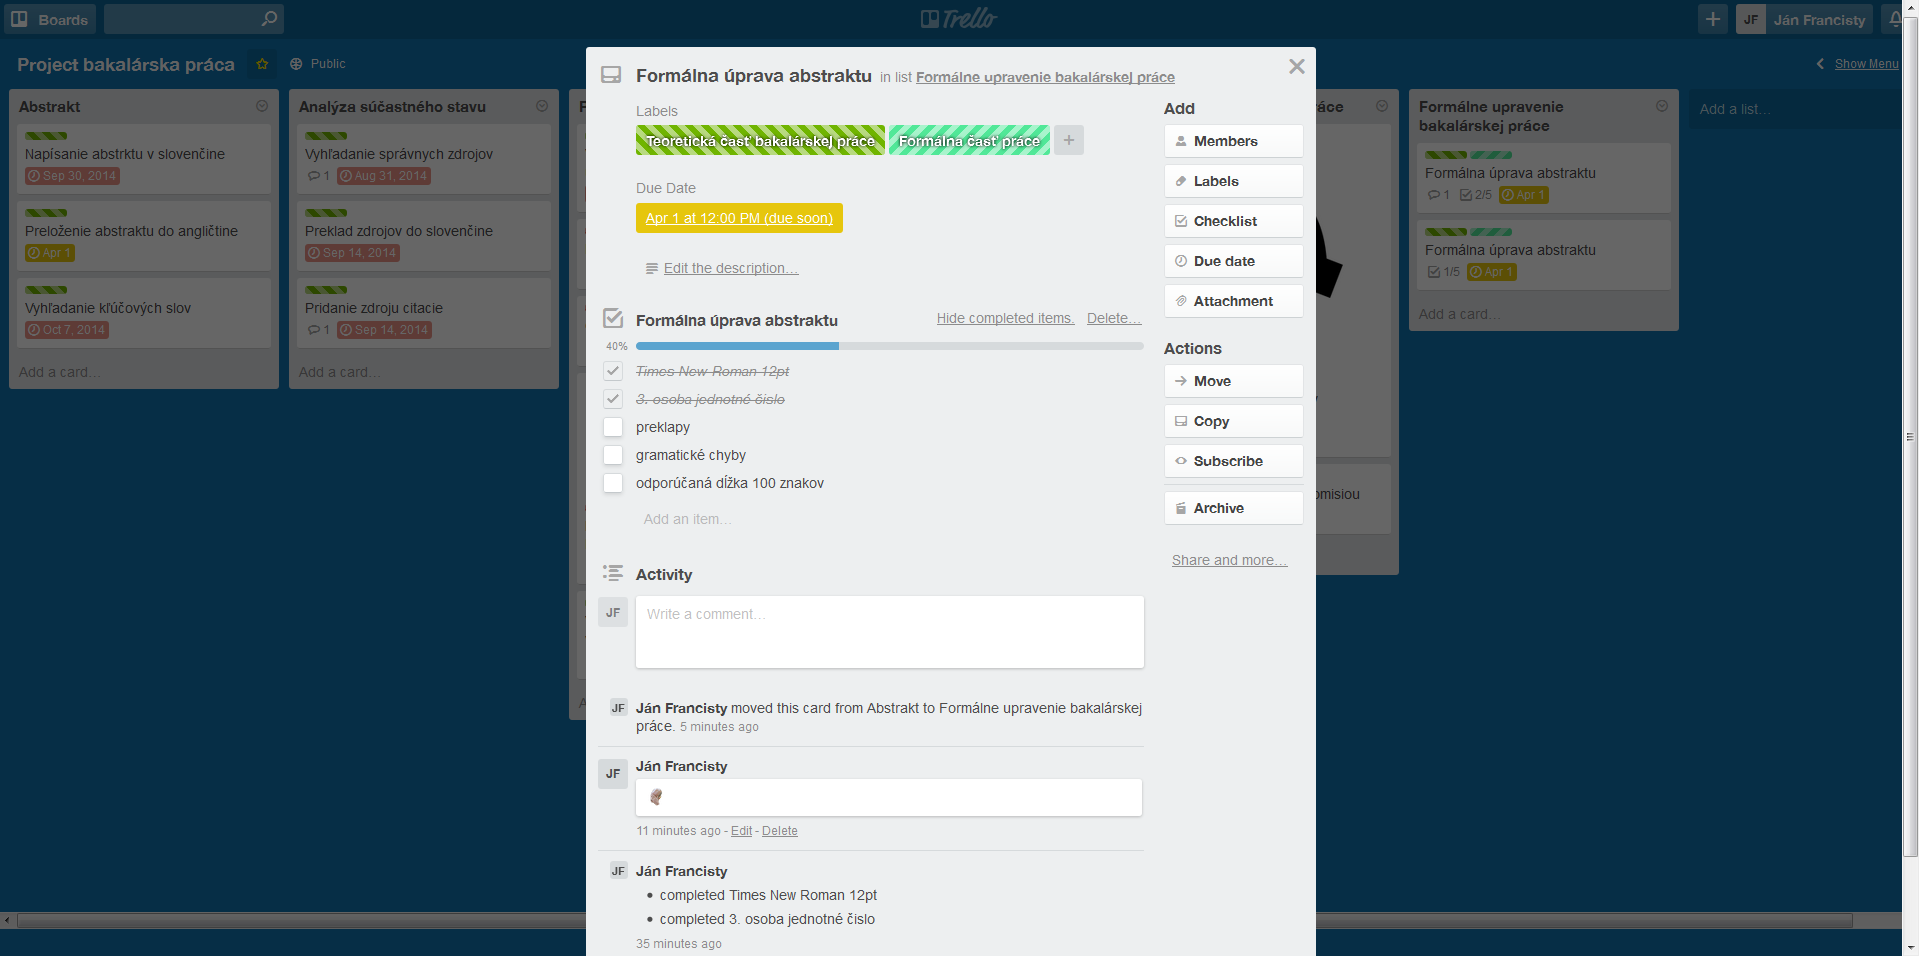 Boards
Trello
JF Ján Francisty
Project bakalárska práca
Public
Show Menu
Abstrakt
Napísanie abstrktu v slovenčine
Sep 30, 2014
Preloženie abstraktu do angličtine
Apr 1
Vyhľadanie kľúčových slov
Oct 7, 2014
Add a card…
Analýza súčastného stavu
Vyhľadanie správnych zdrojov
1 Aug 31, 2014
Preklad zdrojov do slovenčine
Sep 14, 2014
Pridanie zdroju citacie
1 Sep 14, 2014
Add a card…
Formálna úprava abstraktu in list Formálne upravenie bakalárskej práce
Labels
Teoretická časť bakalárskej práce Formálna časť práce +
Due Date
Apr 1 at 12:00 PM (due soon)
Edit the description…
Formálna úprava abstraktu Hide completed items. Delete…
40%
Times New Roman 12pt
3. osoba jednotné čislo
preklapy
gramatické chyby
odporúčaná dĺžka 100 znakov
Add an item…
Activity
JF Write a comment…
JF Ján Francisty moved this card from Abstrakt to Formálne upravenie bakalárskej
práce. 5 minutes ago
JF Ján Francisty
11 minutes ago - Edit - Delete
JF Ján Francisty
• completed Times New Roman 12pt
• completed 3. osoba jednotné čislo
35 minutes ago
Add
Members
Labels
Checklist
Due date
Attachment
Actions
Move
Copy
Subscribe
Archive
Share and more…
áce
omisiou
Formálne upravenie
bakalárskej práce
Formálna úprava abstraktu
1 2/5 Apr 1
Formálna úprava abstraktu
1/5 Apr 1
Add a card…
Add a list…